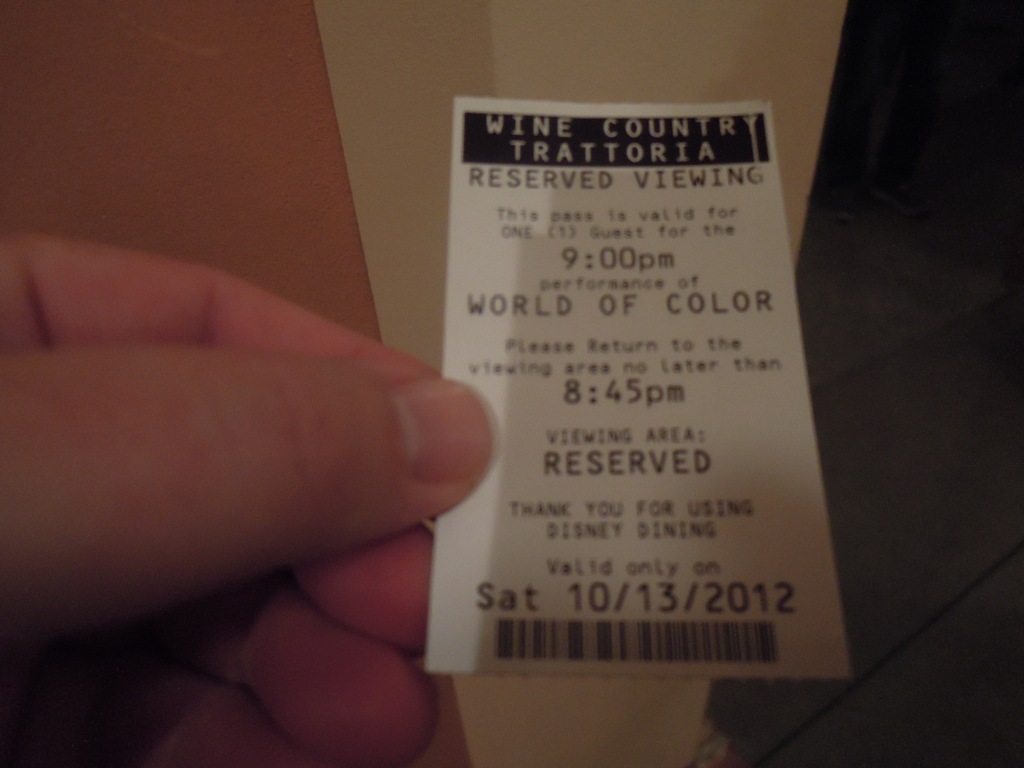 WINE COUNTRY
TRATTORIA
RESERVED VIEWING
This pass is valid for
ONE (1) Guest for the
9:00pm
performance of
WORLD OF COLOR
Please Return to the
viewing area no later than
8:45pm
VIEWING AREA:
RESERVED
THANK YOU FOR USING
DISNEY DINING
Valid only on
Sat 10/13/2012